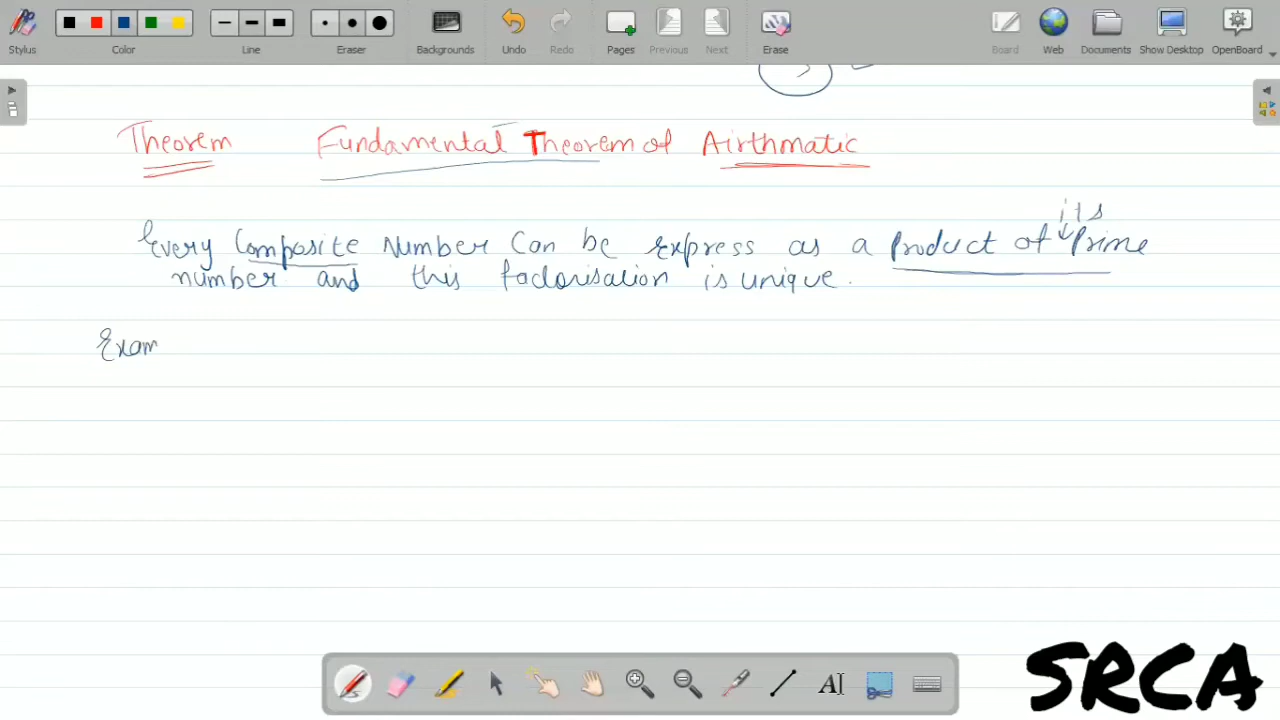 Stylus
Color
Line
Eraser
Backgrounds
Undo
Redo
Pages
Previous
Next
Erase
Board
Web
Documents
Show Desktop
OpenBoard
Theorem Fundamental Theorem of Airthmatic
its
Every Composite Number Can be Express as a Product of Prime
number and this factorisation is unique.
Exam
SRCA